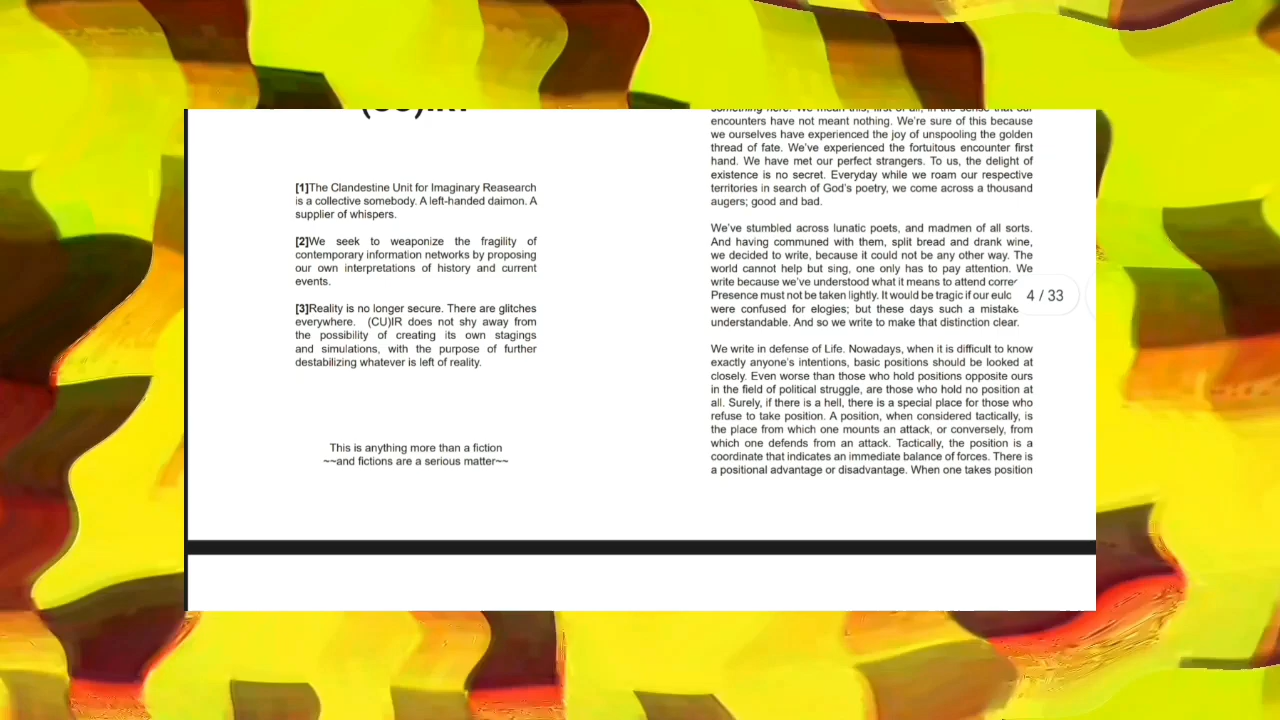 (CU)IR?
[1]The Clandestine Unit for Imaginary Reasearch
is a collective somebody. A left-handed daimon. A
supplier of whispers.
[2]We seek to weaponize the fragility of
contemporary information networks by proposing
our own interpretations of history and current
events.
[3]Reality is no longer secure. There are glitches
everywhere. (CU)IR does not shy away from
the possibility of creating its own stagings
and simulations, with the purpose of further
destabilizing whatever is left of reality.
This is anything more than a fiction
~~and fictions are a serious matter~~
something here. We mean this, first of all, in the sense that our
encounters have not meant nothing. We're sure of this because
we ourselves have experienced the joy of unspooling the golden
thread of fate. We've experienced the fortuitous encounter first
hand. We have met our perfect strangers. To us, the delight of
existence is no secret. Everyday while we roam our respective
territories in search of God's poetry, we come across a thousand
augers; good and bad.
We've stumbled across lunatic poets, and madmen of all sorts.
And having communed with them, split bread and drank wine,
we decided to write, because it could not be any other way. The
world cannot help but sing, one only has to pay attention. We
write because we've understood what it means to attend
Presence must not be taken lightly. It would be tragic if our
were confused for elogies; but these days such a mistake
understandable. And so we write to make that distinction clear.
We write in defense of Life. Nowadays, when it is difficult to know
exactly anyone's intentions, basic positions should be looked at
closely. Even worse than those who hold positions opposite ours
in the field of political struggle, are those who hold no position at
all. Surely, if there is a hell, there is a special place for those who
refuse to take position. A position, when considered tactically, is
the place from which one mounts an attack, or conversely, from
which one defends from an attack. Tactically, the position is a
coordinate that indicates an immediate balance of forces. There is
a positional advantage or disadvantage. When one takes position
4 / 33